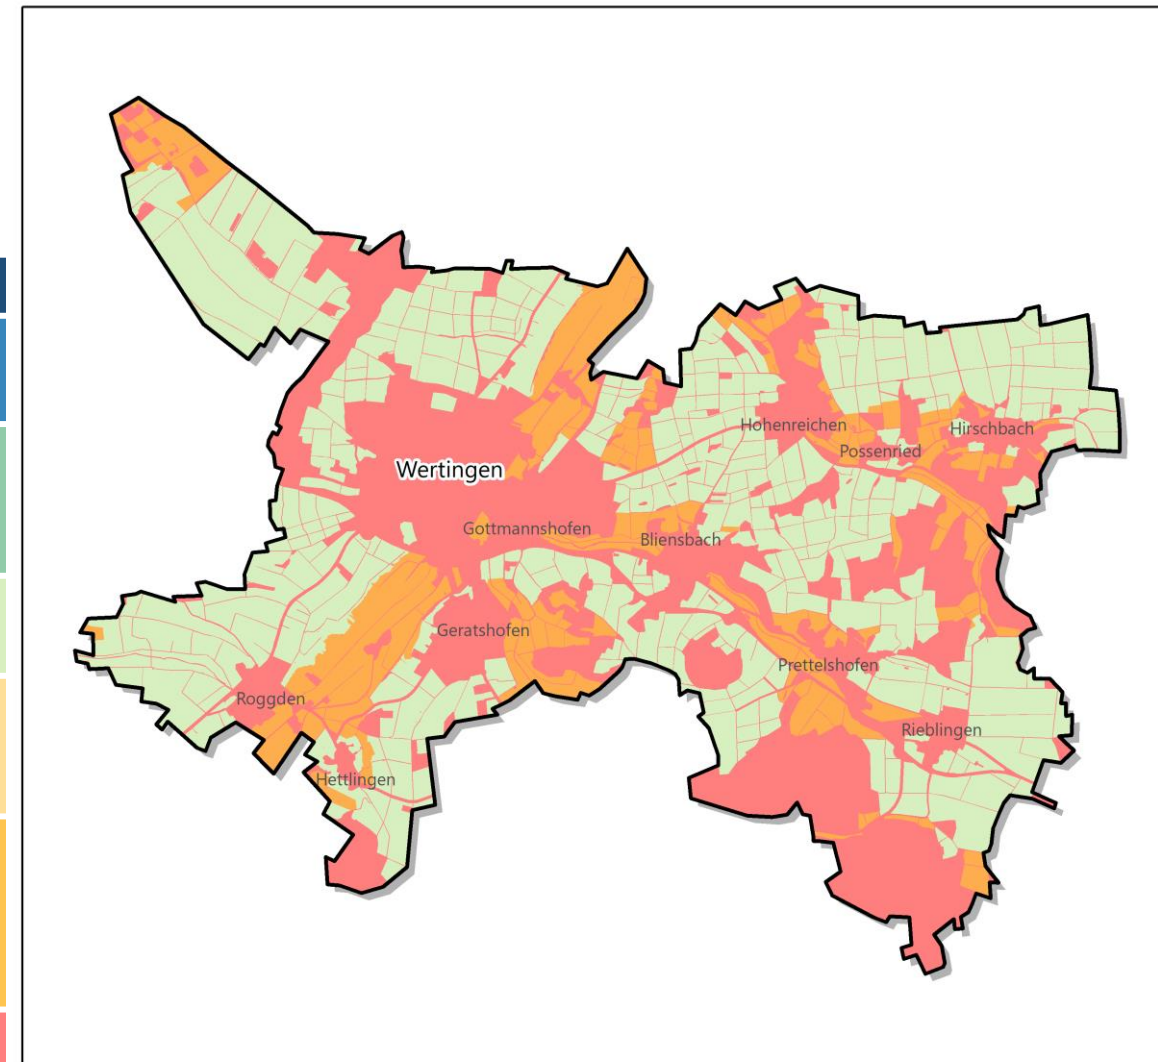 Hohenreichen
Hirschbach
Possenried
Wertingen
Gottmannshofen
Bliensbach
Geratshofen
Prettelshofen
Roggden
Rieblingen
Hettlingen